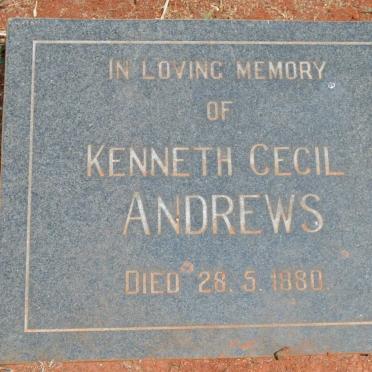 IN LOVING MEMORY
OF
KENNETH CECIL
ANDREWS
DIED 28. 5. 1980.